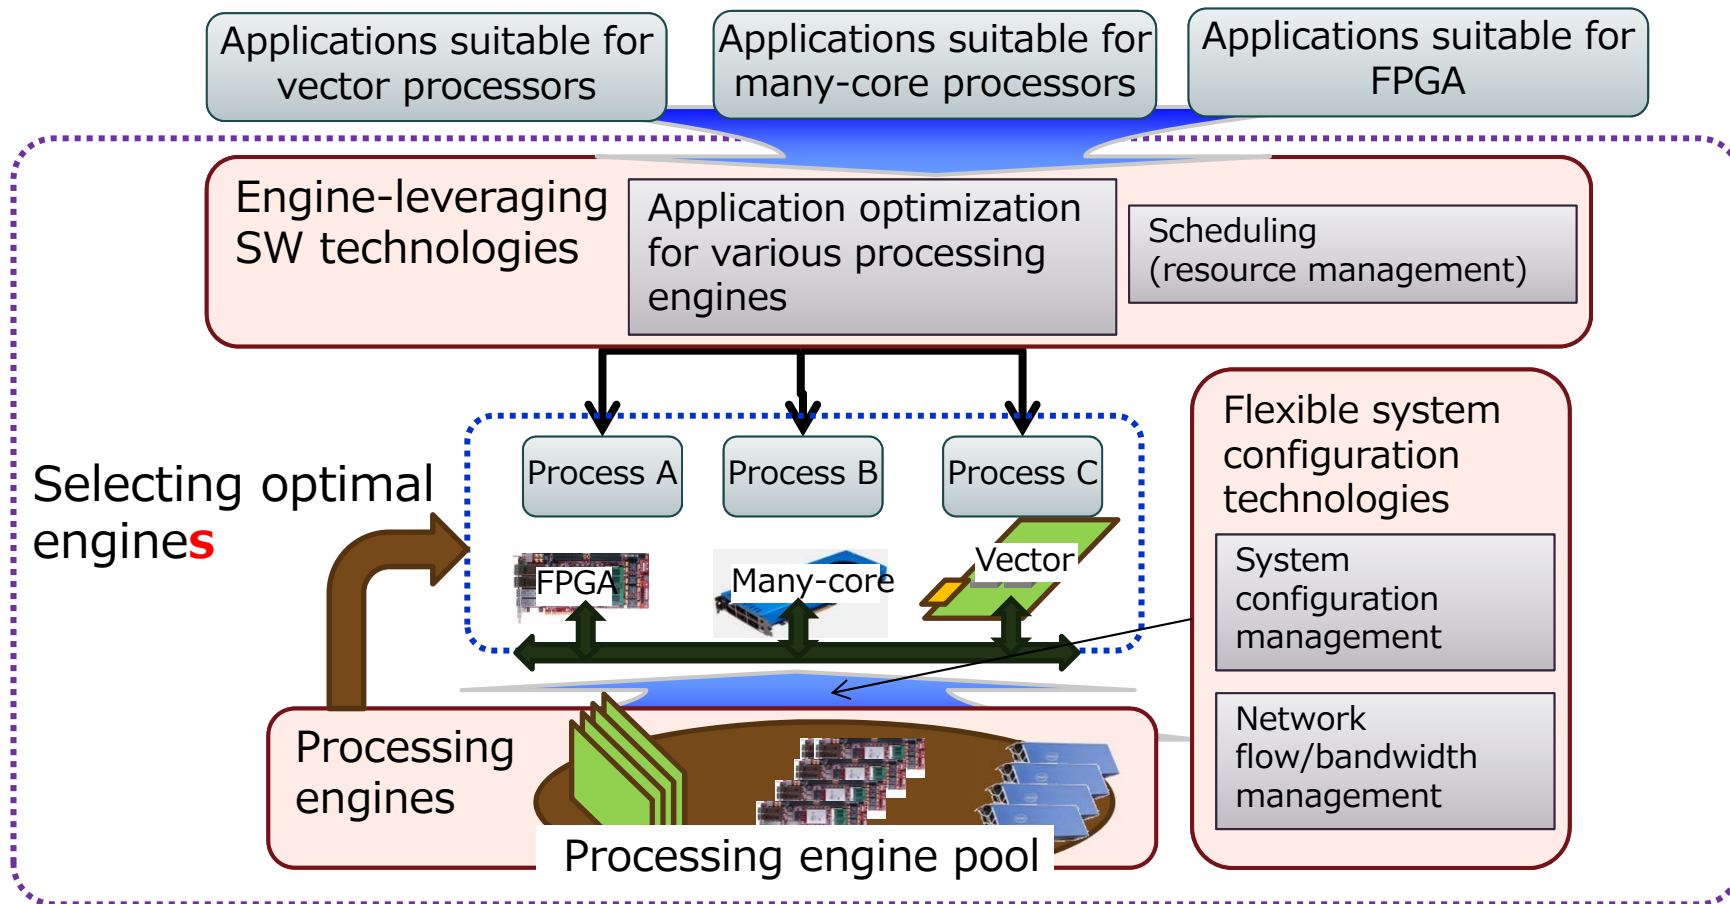 Applications suitable for
vector processors
Applications suitable for
many-core processors
Applications suitable for
FPGA
Engine-leveraging
SW technologies
Application optimization
for various processing
engines
Scheduling
(resource management)
Selecting optimal
engines
Process A
Process B
Process C
FPGA
Many-core
Vector
Flexible system
configuration
technologies
System
configuration
management
Network
flow/bandwidth
management
Processing
engines
Processing engine pool